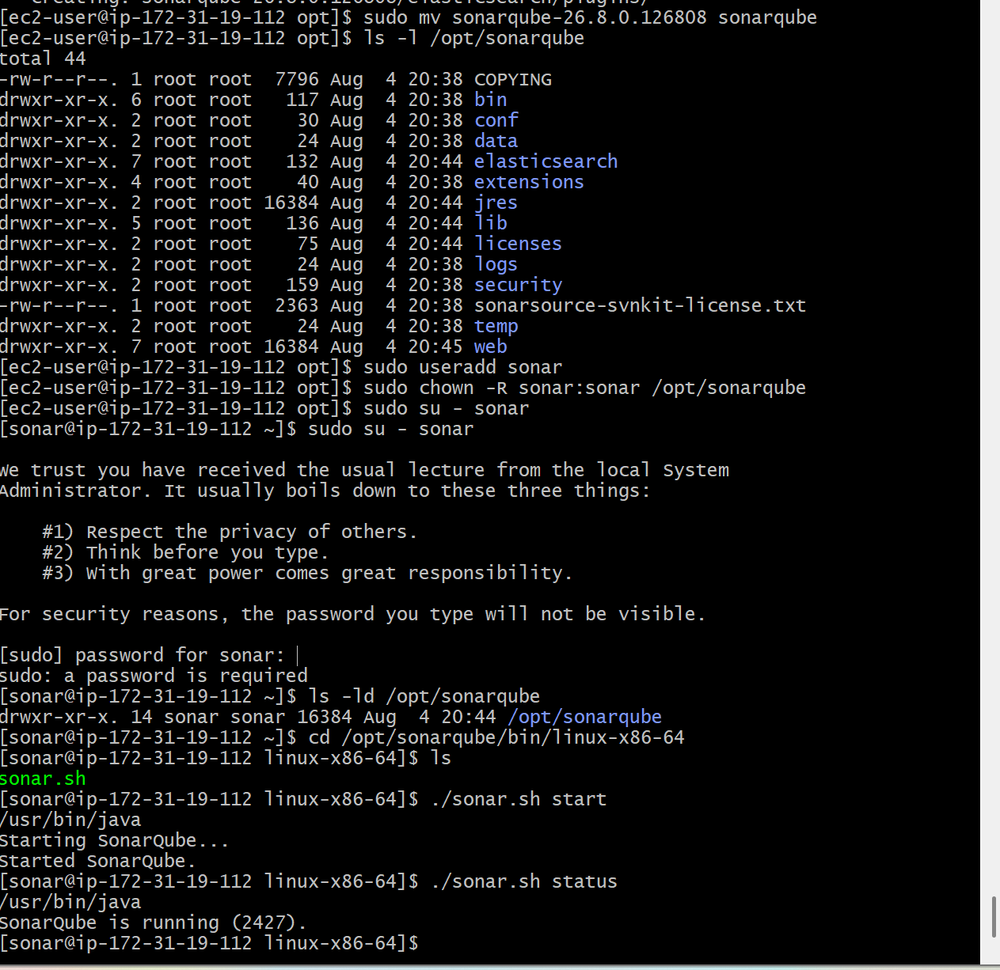 creating: sonarqube-26.8.0.126808/elasticsearch/plugins/
[ec2-user@ip-172-31-19-112 opt]$ sudo mv sonarqube-26.8.0.126808 sonarqube
[ec2-user@ip-172-31-19-112 opt]$ ls -l /opt/sonarqube
total 44
-rw-r--r--. 1 root root  7796 Aug  4 20:38 COPYING
drwxr-xr-x. 6 root root   117 Aug  4 20:38 bin
drwxr-xr-x. 2 root root    30 Aug  4 20:38 conf
drwxr-xr-x. 2 root root    24 Aug  4 20:38 data
drwxr-xr-x. 7 root root   132 Aug  4 20:44 elasticsearch
drwxr-xr-x. 4 root root    40 Aug  4 20:38 extensions
drwxr-xr-x. 2 root root 16384 Aug  4 20:44 jres
drwxr-xr-x. 5 root root   136 Aug  4 20:44 lib
drwxr-xr-x. 2 root root    75 Aug  4 20:44 licenses
drwxr-xr-x. 2 root root    24 Aug  4 20:38 logs
drwxr-xr-x. 2 root root   159 Aug  4 20:38 security
-rw-r--r--. 1 root root  2363 Aug  4 20:38 sonarsource-svnkit-license.txt
drwxr-xr-x. 2 root root    24 Aug  4 20:38 temp
drwxr-xr-x. 7 root root 16384 Aug  4 20:45 web
[ec2-user@ip-172-31-19-112 opt]$ sudo useradd sonar
[ec2-user@ip-172-31-19-112 opt]$ sudo chown -R sonar:sonar /opt/sonarqube
[ec2-user@ip-172-31-19-112 opt]$ sudo su - sonar
[sonar@ip-172-31-19-112 ~]$ sudo su - sonar
We trust you have received the usual lecture from the local System
Administrator. It usually boils down to these three things:
#1) Respect the privacy of others.
#2) Think before you type.
#3) With great power comes great responsibility.
For security reasons, the password you type will not be visible.
[sudo] password for sonar:
sudo: a password is required
[sonar@ip-172-31-19-112 ~]$ ls -ld /opt/sonarqube
drwxr-xr-x. 14 sonar sonar 16384 Aug  4 20:44 /opt/sonarqube
[sonar@ip-172-31-19-112 ~]$ cd /opt/sonarqube/bin/linux-x86-64
[sonar@ip-172-31-19-112 linux-x86-64]$ ls
sonar.sh
[sonar@ip-172-31-19-112 linux-x86-64]$ ./sonar.sh start
/usr/bin/java
Starting SonarQube...
Started SonarQube.
[sonar@ip-172-31-19-112 linux-x86-64]$ ./sonar.sh status
/usr/bin/java
SonarQube is running (2427).
[sonar@ip-172-31-19-112 linux-x86-64]$